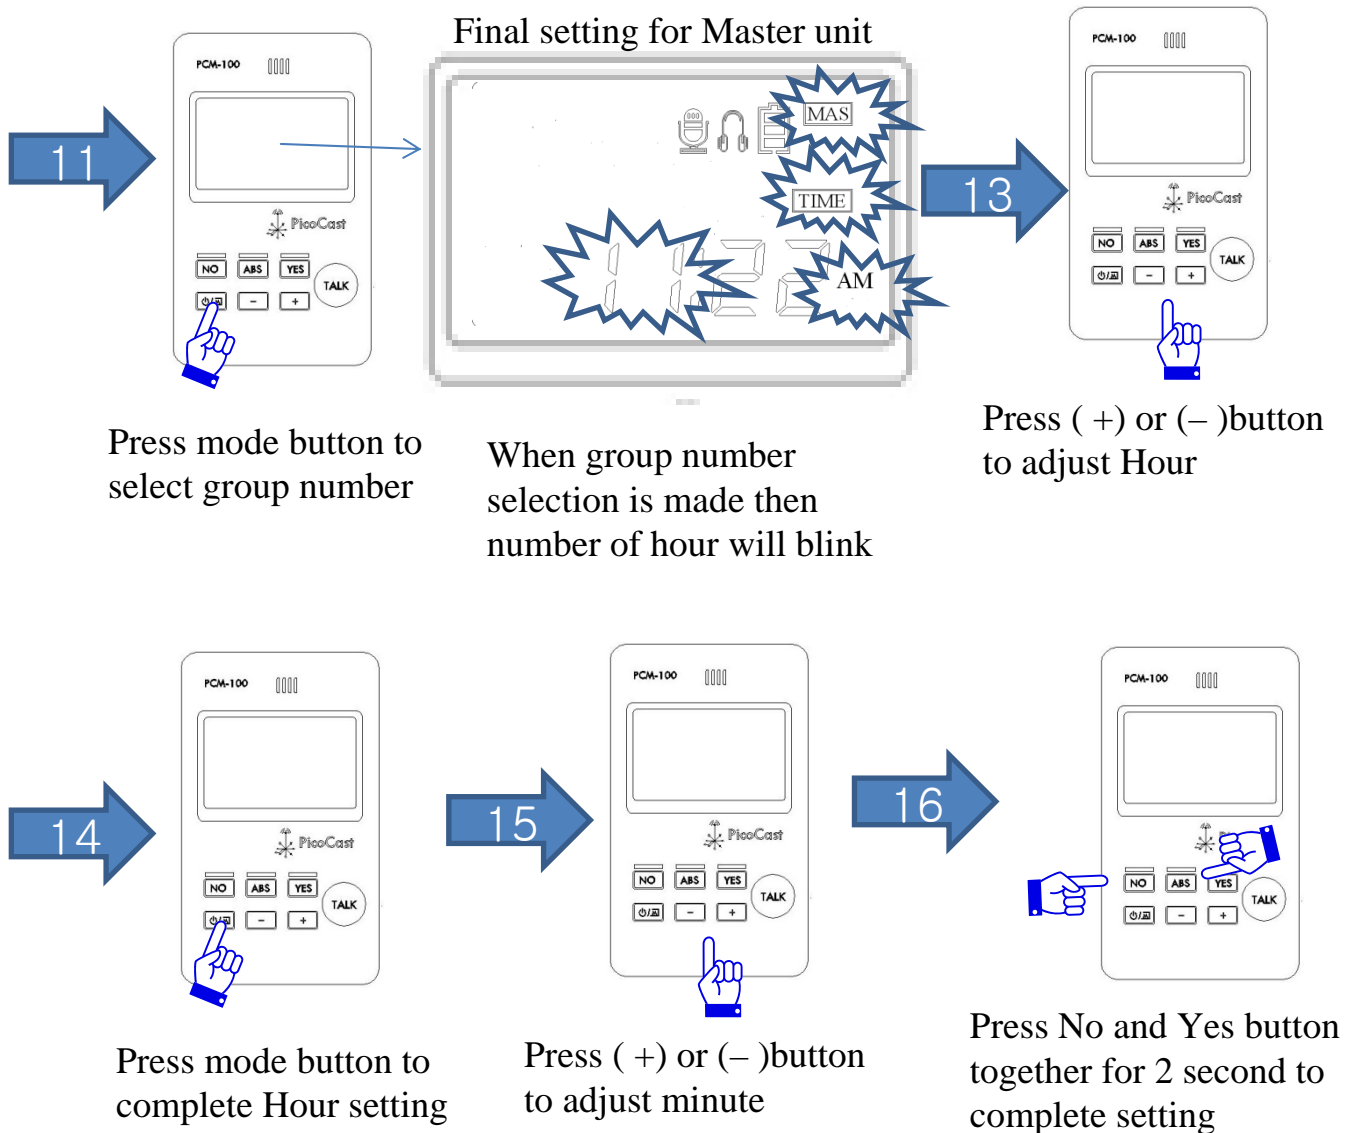 Final setting for Master unit
11
PCM-100
PicoCast
NO ABS YES
TALK
- +
MAS
TIME
11:22
AM
13
PCM-100
PicoCast
NO ABS YES
TALK
- +
Press mode button to
select group number
When group number
selection is made then
number of hour will blink
Press ( +) or (– )button
to adjust Hour
14
PCM-100
PicoCast
NO ABS YES
TALK
- +
15
PCM-100
PicoCast
NO ABS YES
TALK
- +
16
PCM-100
NO ABS YES
TALK
- +
Press mode button to
complete Hour setting
Press ( +) or (– )button
to adjust minute
Press No and Yes button
together for 2 second to
complete setting